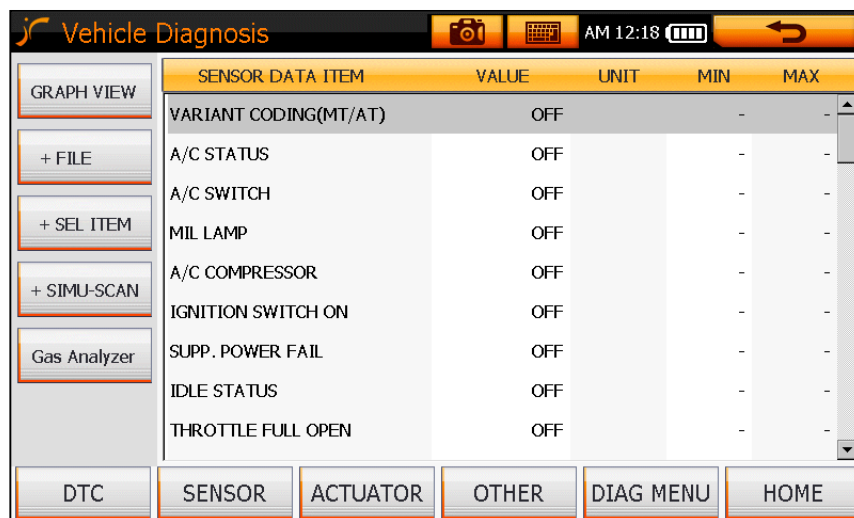 Vehicle Diagnosis AM 12:18
GRAPH VIEW
+ FILE
+ SEL ITEM
+ SIMU-SCAN
Gas Analyzer
SENSOR DATA ITEM VALUE UNIT MIN MAX
VARIANT CODING(MT/AT) OFF - -
A/C STATUS OFF - -
A/C SWITCH OFF - -
MIL LAMP OFF - -
A/C COMPRESSOR OFF - -
IGNITION SWITCH ON OFF - -
SUPP. POWER FAIL OFF - -
IDLE STATUS OFF - -
THROTTLE FULL OPEN OFF - -
DTC SENSOR ACTUATOR OTHER DIAG MENU HOME